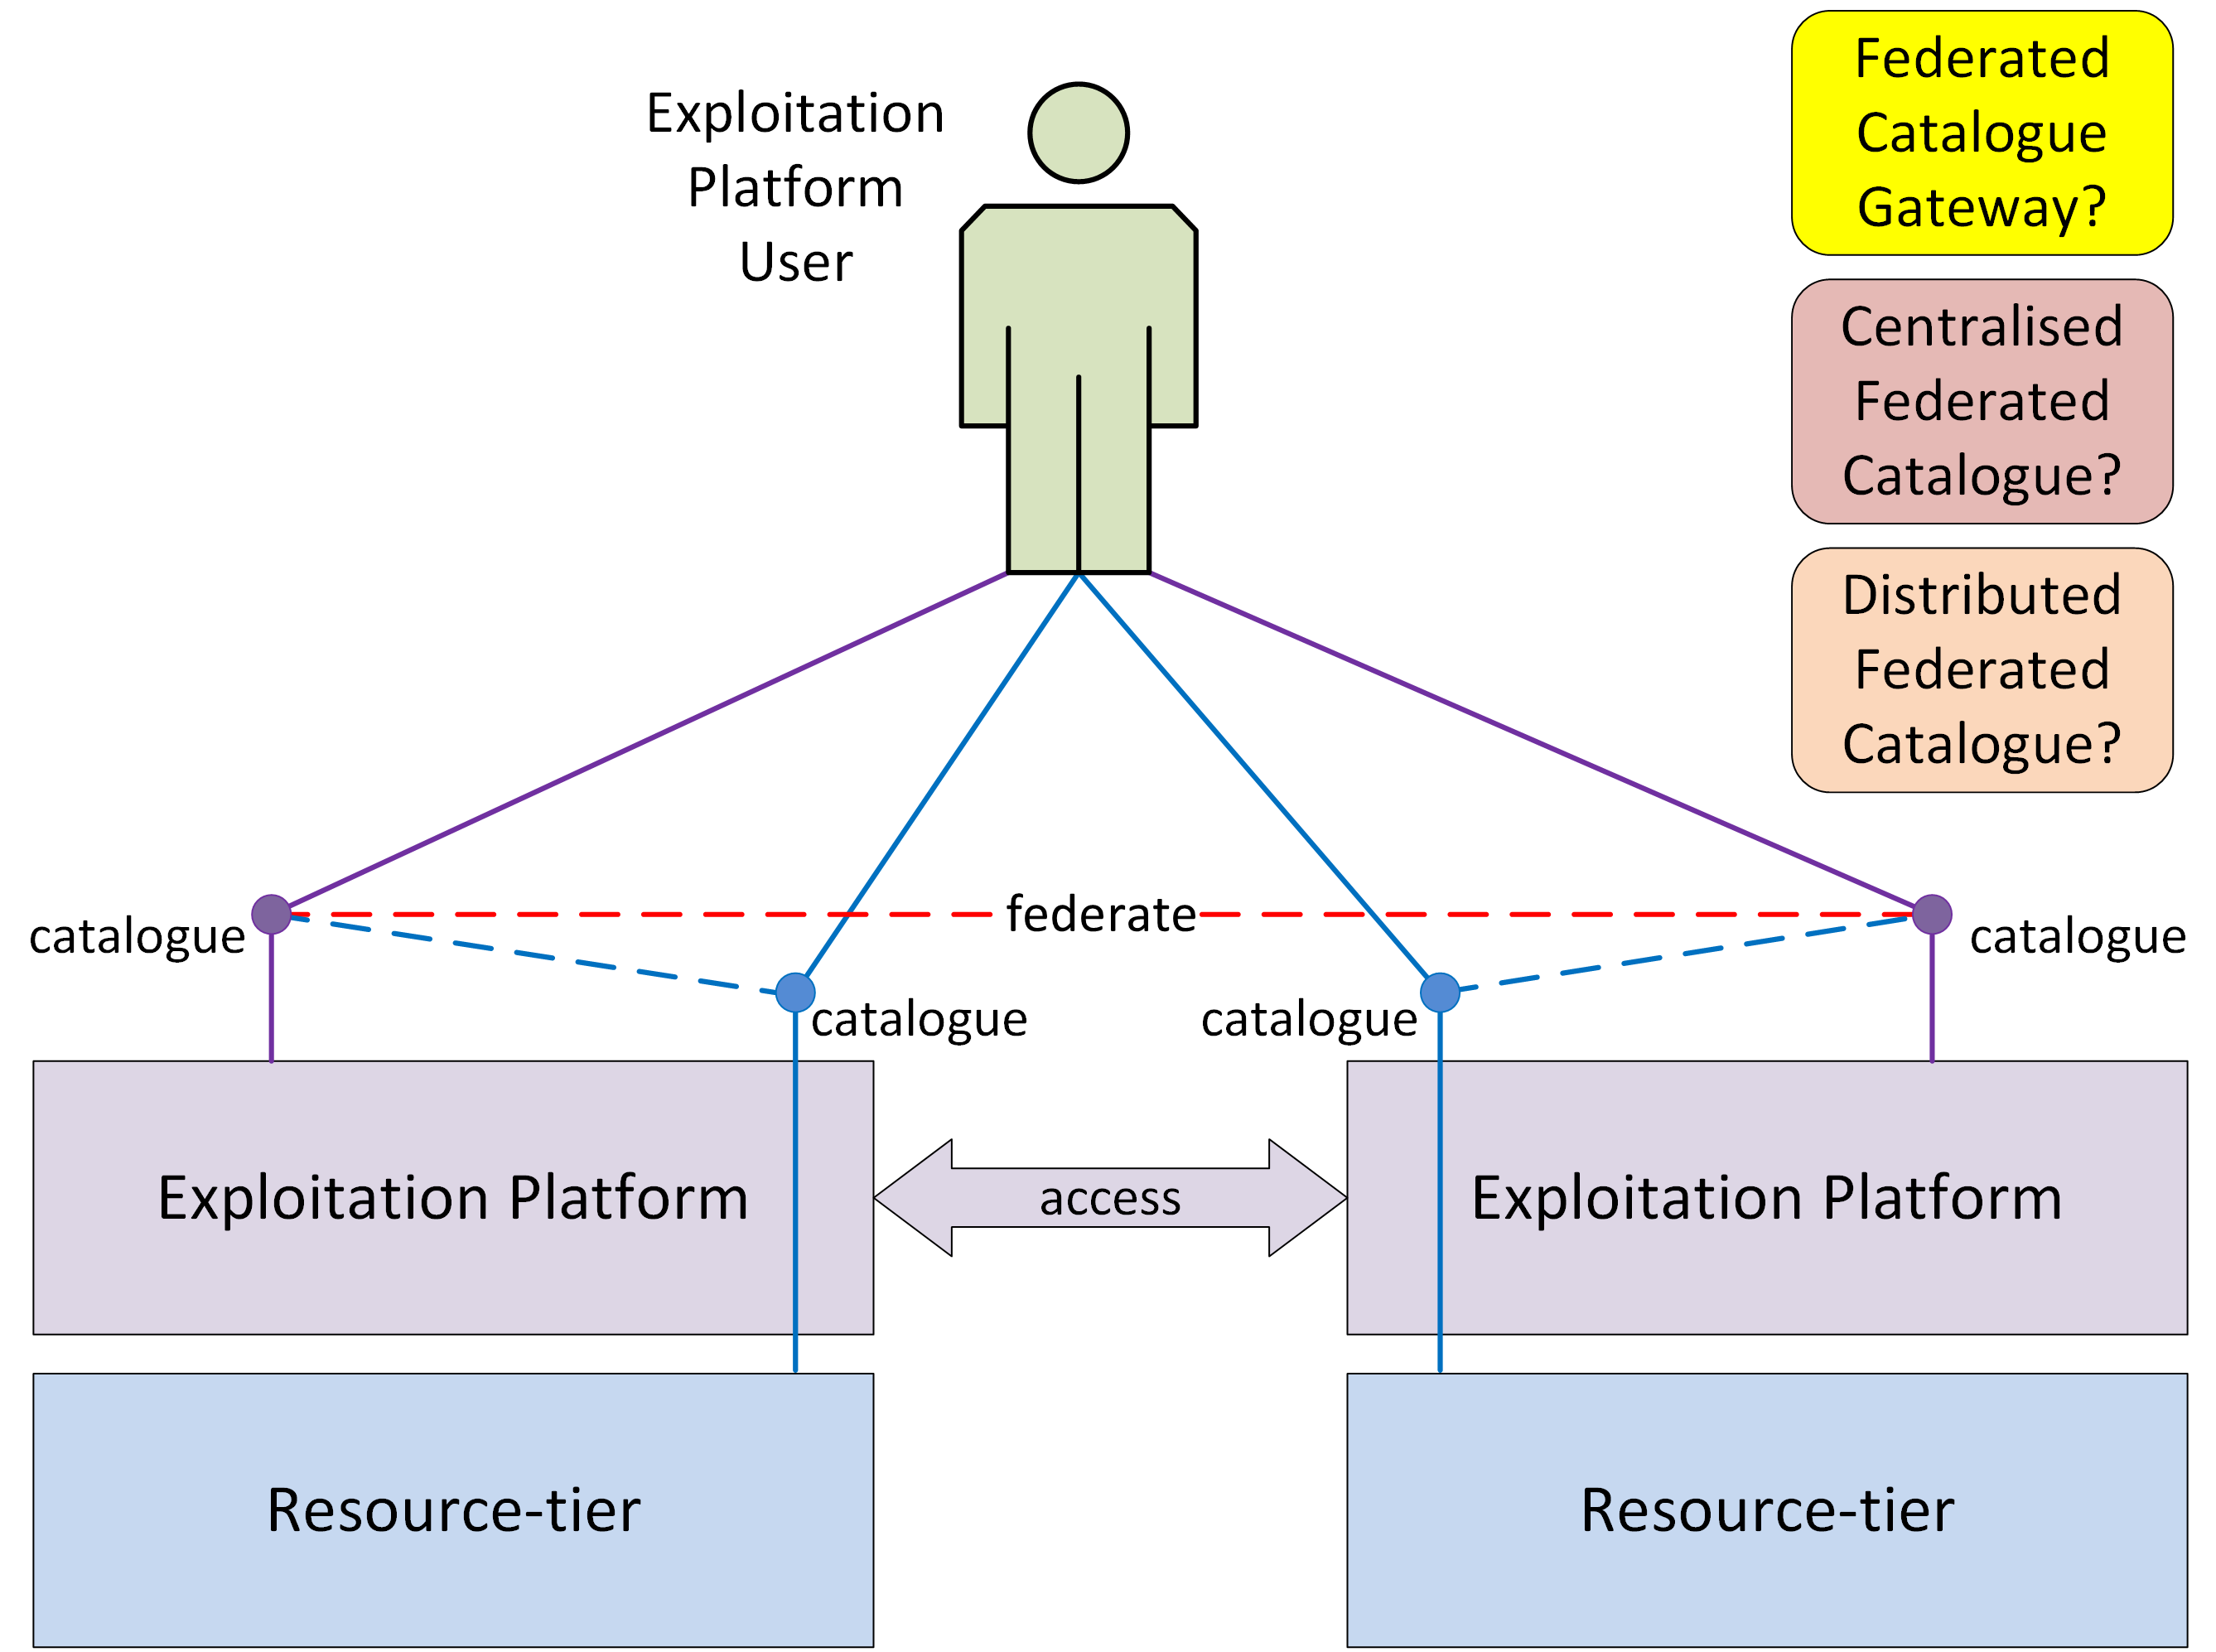 Exploitation
Platform
User
Federated
Catalogue
Gateway?
Centralised
Federated
Catalogue?
Distributed
Federated
Catalogue?
catalogue
federate
catalogue
catalogue
catalogue
Exploitation Platform
access
Exploitation Platform
Resource-tier
Resource-tier